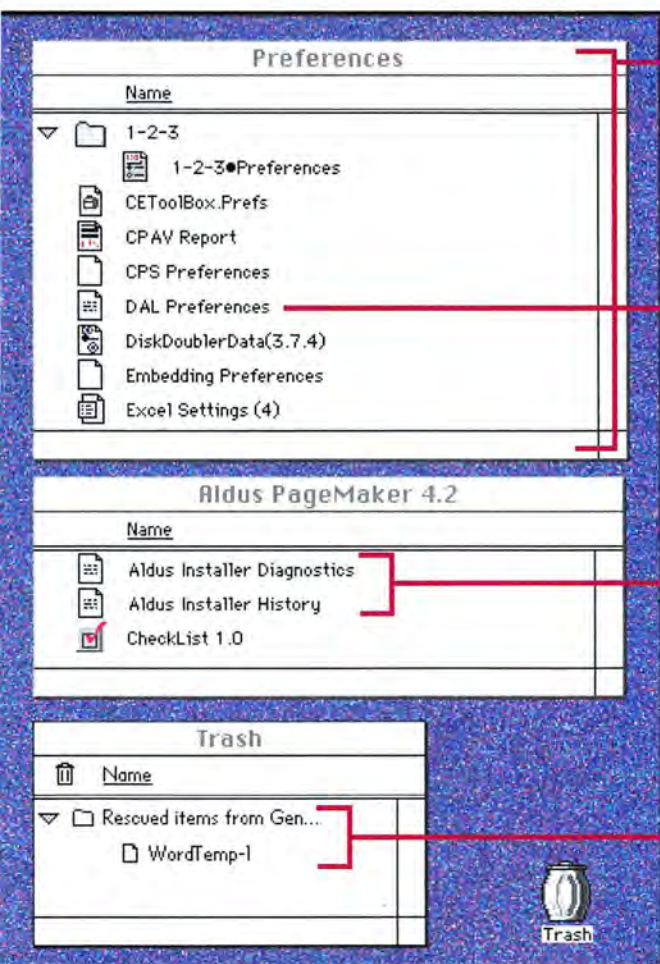 Preferences
Name
1-2-3
1-2-3●Preferences
CEToolBox.Prefs
CPAV Report
CPS Preferences
DAL Preferences
DiskDoublerData(3.7.4)
Embedding Preferences
Excel Settings (4)
Aldus PageMaker 4.2
Name
Aldus Installer Diagnostics
Aldus Installer History
CheckList 1.0
Trash
Name
Rescued items from Gen...
WordTemp-1
Trash